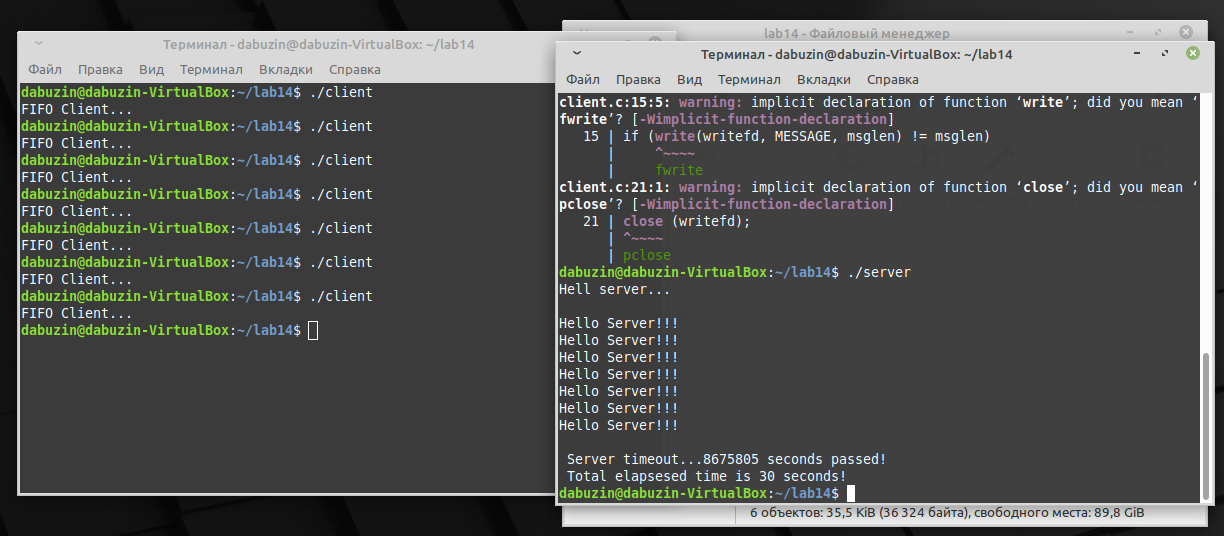 Терминал - dabuzin@dabuzin-VirtualBox: ~/lab14
Файл Правка Вид Терминал Вкладки Справка
dabuzin@dabuzin-VirtualBox:~/lab14$ ./client
FIFO Client...
dabuzin@dabuzin-VirtualBox:~/lab14$ ./client
FIFO Client...
dabuzin@dabuzin-VirtualBox:~/lab14$ ./client
FIFO Client...
dabuzin@dabuzin-VirtualBox:~/lab14$ ./client
FIFO Client...
dabuzin@dabuzin-VirtualBox:~/lab14$ ./client
FIFO Client...
dabuzin@dabuzin-VirtualBox:~/lab14$ ./client
FIFO Client...
dabuzin@dabuzin-VirtualBox:~/lab14$ ./client
FIFO Client...
dabuzin@dabuzin-VirtualBox:~/lab14$
lab14 - Файловый менеджер
Терминал - dabuzin@dabuzin-VirtualBox: ~/lab14
Файл Правка Вид Терминал Вкладки Справка
client.c:15:5: warning: implicit declaration of function ‘write’; did you mean ‘
fwrite’? [-Wimplicit-function-declaration]
15 | if (write(writefd, MESSAGE, msglen) != msglen)
| ^~~~~
| fwrite
client.c:21:1: warning: implicit declaration of function ‘close’; did you mean ‘
pclose’? [-Wimplicit-function-declaration]
21 | close (writefd);
| ^~~~~
| pclose
dabuzin@dabuzin-VirtualBox:~/lab14$ ./server
Hell server...
Hello Server!!!
Hello Server!!!
Hello Server!!!
Hello Server!!!
Hello Server!!!
Hello Server!!!
Hello Server!!!
Server timeout...8675805 seconds passed!
Total elapsesed time is 30 seconds!
dabuzin@dabuzin-VirtualBox:~/lab14$
6 объектов: 35,5 KiB (36 324 байта), свободного места: 89,8 GiB